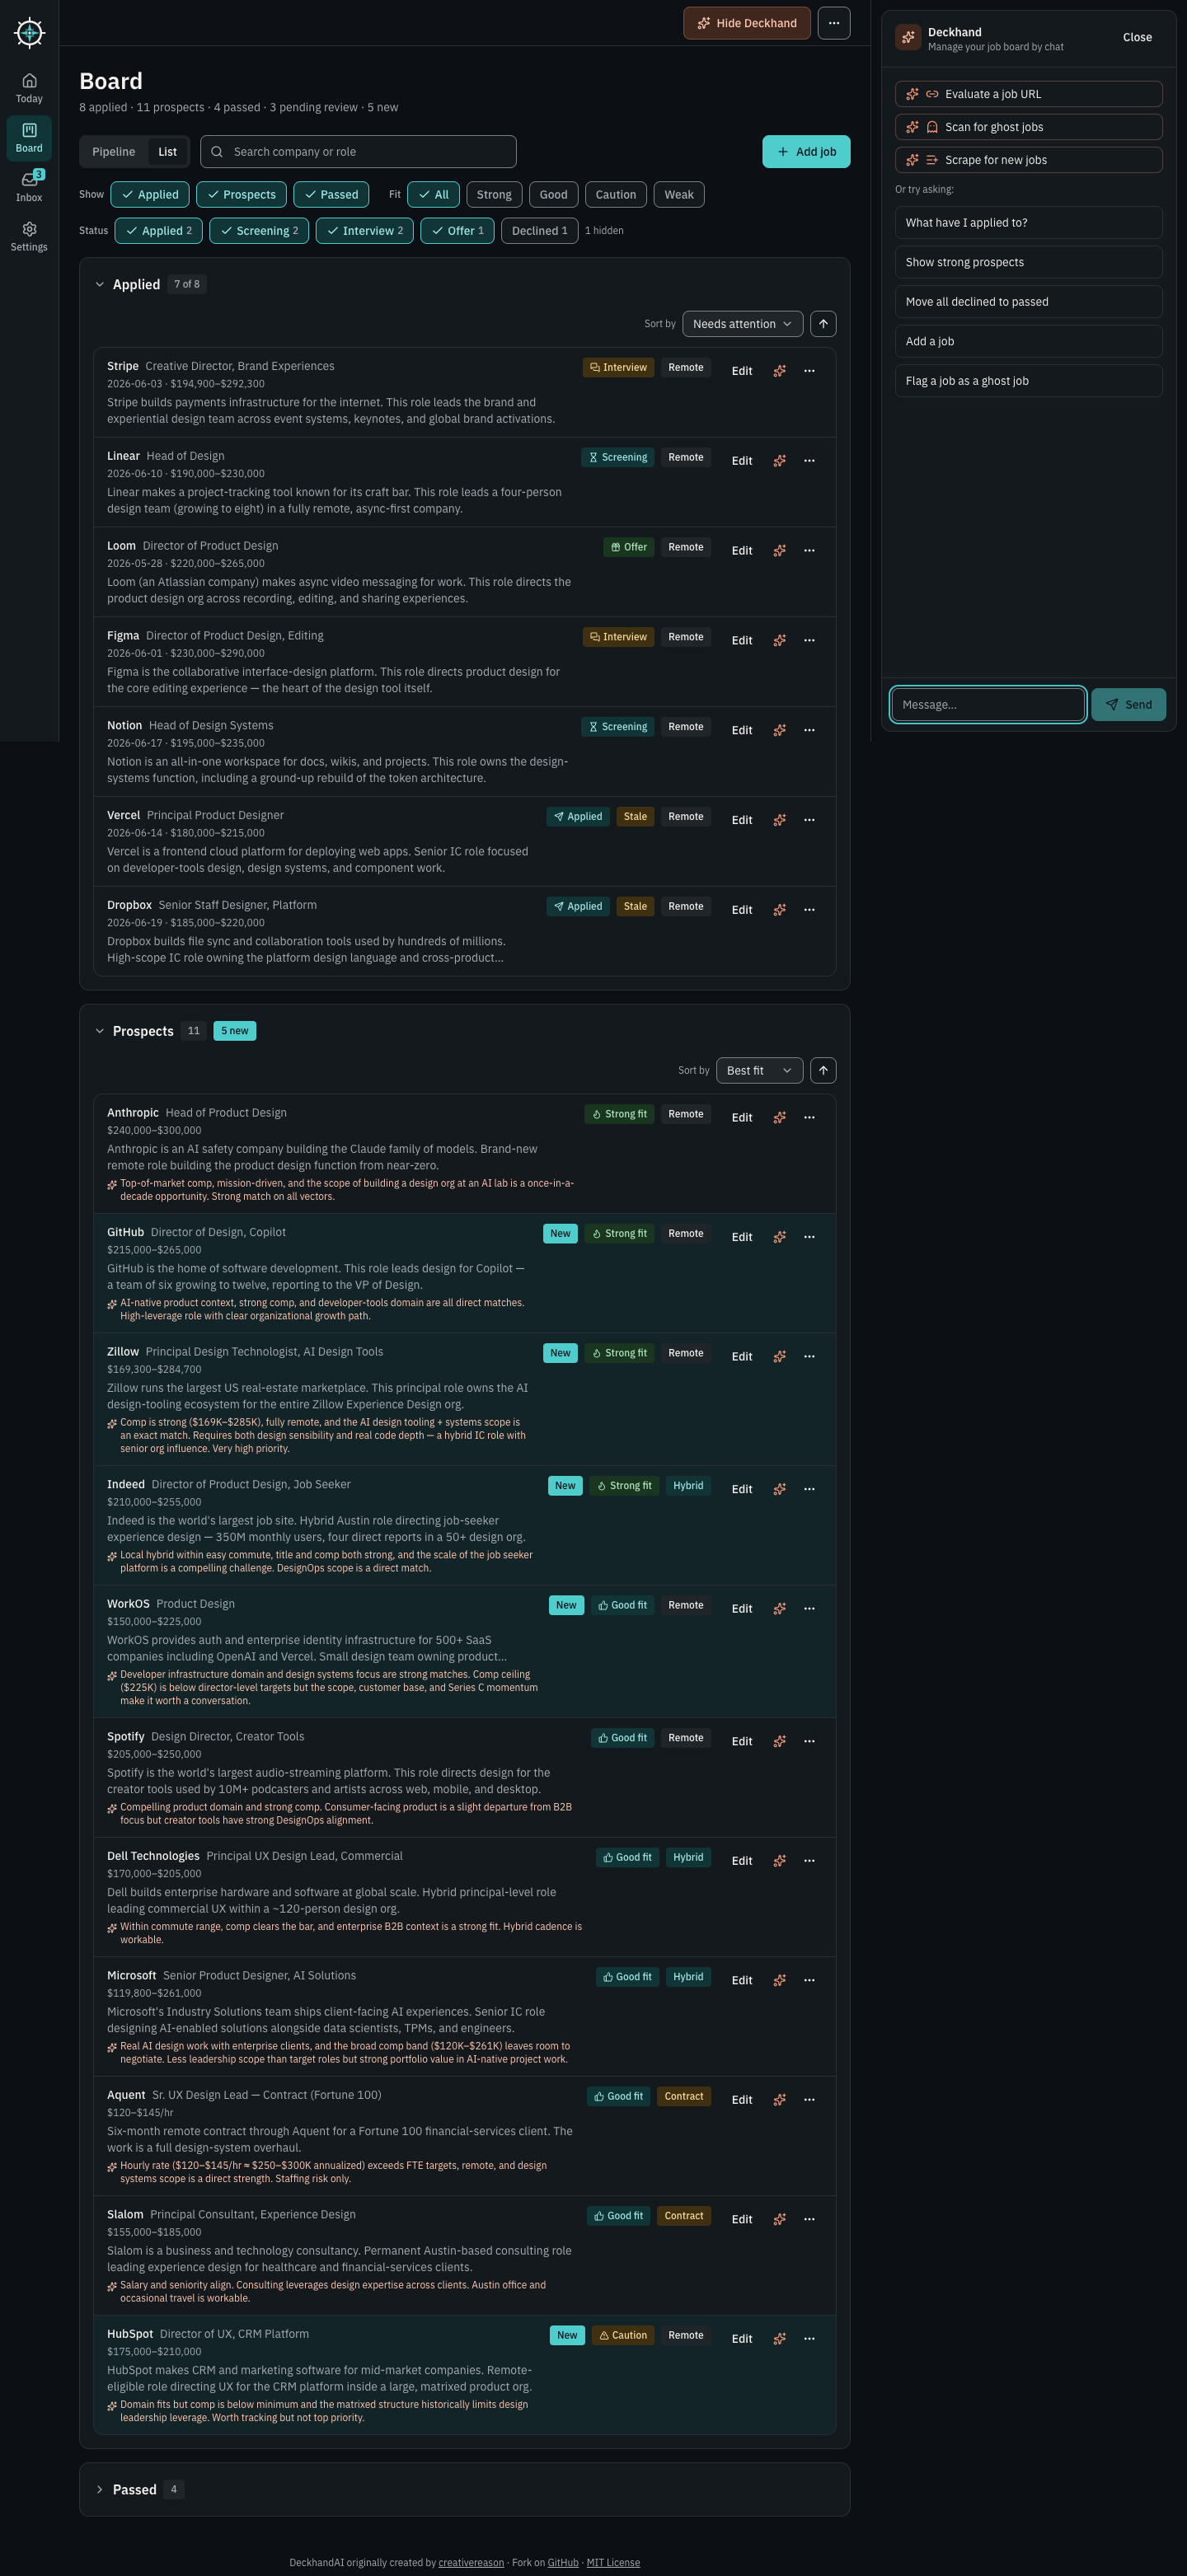 Today
Board
3
Inbox
Settings
Hide Deckhand
Board
8 applied · 11 prospects · 4 passed · 3 pending review · 5 new
Pipeline List Search company or role Add job
Show Applied Prospects Passed Fit All Strong Good Caution Weak
Status Applied 2 Screening 2 Interview 2 Offer 1 Declined 1 1 hidden
Applied 7 of 8
Sort by Needs attention
Stripe Creative Director, Brand Experiences Interview Remote Edit
2026-06-03 · $194,900–$292,300
Stripe builds payments infrastructure for the internet. This role leads the brand and
experiential design team across event systems, keynotes, and global brand activations.
Linear Head of Design Screening Remote Edit
2026-06-10 · $190,000–$230,000
Linear makes a project-tracking tool known for its craft bar. This role leads a four-person
design team (growing to eight) in a fully remote, async-first company.
Loom Director of Product Design Offer Remote Edit
2026-05-28 · $220,000–$265,000
Loom (an Atlassian company) makes async video messaging for work. This role directs the
product design org across recording, editing, and sharing experiences.
Figma Director of Product Design, Editing Interview Remote Edit
2026-06-01 · $230,000–$290,000
Figma is the collaborative interface-design platform. This role directs product design for
the core editing experience — the heart of the design tool itself.
Notion Head of Design Systems Screening Remote Edit
2026-06-17 · $195,000–$235,000
Notion is an all-in-one workspace for docs, wikis, and projects. This role owns the design-
systems function, including a ground-up rebuild of the token architecture.
Vercel Principal Product Designer Applied Stale Remote Edit
2026-06-14 · $180,000–$215,000
Vercel is a frontend cloud platform for deploying web apps. Senior IC role focused
on developer-tools design, design systems, and component work.
Dropbox Senior Staff Designer, Platform Applied Stale Remote Edit
2026-06-19 · $185,000–$220,000
Dropbox builds file sync and collaboration tools used by hundreds of millions.
High-scope IC role owning the platform design language and cross-product...
Prospects 11 5 new
Sort by Best fit
Anthropic Head of Product Design Strong fit Remote Edit
$240,000–$300,000
Anthropic is an AI safety company building the Claude family of models. Brand-new
remote role building the product design function from near-zero.
Top-of-market comp, mission-driven, and the scope of building a design org at an AI lab is a once-in-a-
decade opportunity. Strong match on all vectors.
GitHub Director of Design, Copilot New Strong fit Remote Edit
$215,000–$265,000
GitHub is the home of software development. This role leads design for Copilot —
a team of six growing to twelve, reporting to the VP of Design.
AI-native product context, strong comp, and developer-tools domain are all direct matches.
High-leverage role with clear organizational growth path.
Zillow Principal Design Technologist, AI Design Tools New Strong fit Remote Edit
$169,300–$284,700
Zillow runs the largest US real-estate marketplace. This principal role owns the AI
design-tooling ecosystem for the entire Zillow Experience Design org.
Comp is strong ($169K–$285K), fully remote, and the AI design tooling + systems scope is
an exact match. Requires both design sensibility and real code depth — a hybrid IC role with
senior org influence. Very high priority.
Indeed Director of Product Design, Job Seeker New Strong fit Hybrid Edit
$210,000–$255,000
Indeed is the world's largest job site. Hybrid Austin role directing job-seeker
experience design — 350M monthly users, four direct reports in a 50+ design org.
Local hybrid within easy commute, title and comp both strong, and the scale of the job seeker
platform is a compelling challenge. DesignOps scope is a direct match.
WorkOS Product Design New Good fit Remote Edit
$150,000–$225,000
WorkOS provides auth and enterprise identity infrastructure for 500+ SaaS
companies including OpenAI and Vercel. Small design team owning product...
Developer infrastructure domain and design systems focus are strong matches. Comp ceiling
($225K) is below director-level targets but the scope, customer base, and Series C momentum
make it worth a conversation.
Spotify Design Director, Creator Tools Good fit Remote Edit
$205,000–$250,000
Spotify is the world's largest audio-streaming platform. This role directs design for the
creator tools used by 10M+ podcasters and artists across web, mobile, and desktop.
Compelling product domain and strong comp. Consumer-facing product is a slight departure from B2B
focus but creator tools have strong DesignOps alignment.
Dell Technologies Principal UX Design Lead, Commercial Good fit Hybrid Edit
$170,000–$205,000
Dell builds enterprise hardware and software at global scale. Hybrid principal-level role
leading commercial UX within a ~120-person design org.
Within commute range, comp clears the bar, and enterprise B2B context is a strong fit. Hybrid cadence is
workable.
Microsoft Senior Product Designer, AI Solutions Good fit Hybrid Edit
$119,800–$261,000
Microsoft's Industry Solutions team ships client-facing AI experiences. Senior IC role
designing AI-enabled solutions alongside data scientists, TPMs, and engineers.
Real AI design work with enterprise clients, and the broad comp band ($120K–$261K) leaves room to
negotiate. Less leadership scope than target roles but strong portfolio value in AI-native project work.
Aquent Sr. UX Design Lead — Contract (Fortune 100) Good fit Contract Edit
$120–$145/hr
Six-month remote contract through Aquent for a Fortune 100 financial-services client. The
work is a full design-system overhaul.
Hourly rate ($120–$145/hr ≈ $250–$300K annualized) exceeds FTE targets, remote, and design
systems scope is a direct strength. Staffing risk only.
Slalom Principal Consultant, Experience Design Good fit Contract Edit
$155,000–$185,000
Slalom is a business and technology consultancy. Permanent Austin-based consulting role
leading experience design for healthcare and financial-services clients.
Salary and seniority align. Consulting leverages design expertise across clients. Austin office and
occasional travel is workable.
HubSpot Director of UX, CRM Platform New Caution Remote Edit
$175,000–$210,000
HubSpot makes CRM and marketing software for mid-market companies. Remote-
eligible role directing UX for the CRM platform inside a large, matrixed product org.
Domain fits but comp is below minimum and the matrixed structure historically limits design
leadership leverage. Worth tracking but not top priority.
Passed 4
DeckhandAI originally created by creativereason · Fork on GitHub · MIT License
Deckhand
Manage your job board by chat
Close
Evaluate a job URL
Scan for ghost jobs
Scrape for new jobs
Or try asking:
What have I applied to?
Show strong prospects
Move all declined to passed
Add a job
Flag a job as a ghost job
Message...
Send